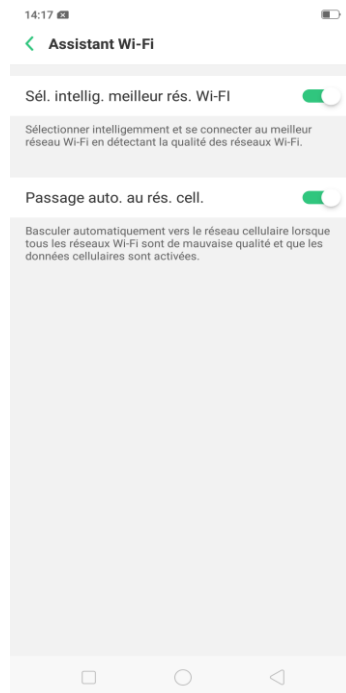 14:17
Assistant Wi-Fi
Sél. intellig. meilleur rés. Wi-FI
Sélectionner intelligemment et se connecter au meilleur
réseau Wi-Fi en détectant la qualité des réseaux Wi-Fi.
Passage auto. au rés. cell.
Basculer automatiquement vers le réseau cellulaire lorsque
tous les réseaux Wi-Fi sont de mauvaise qualité et que les
données cellulaires sont activées.